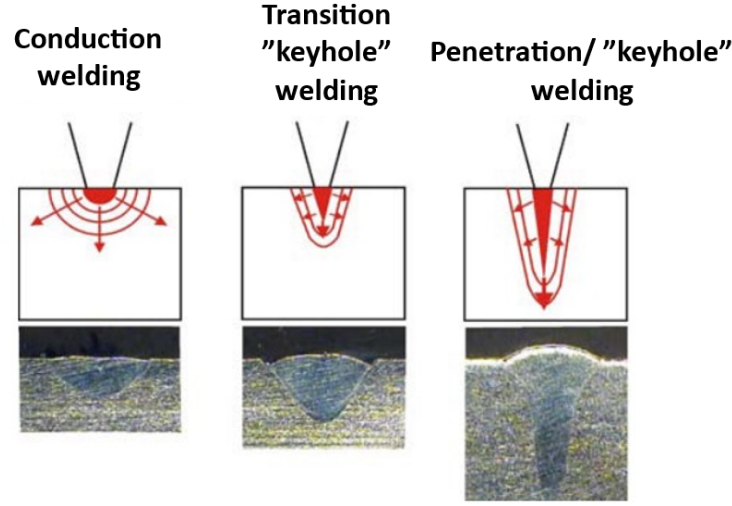 Conduction
welding
Transition
”keyhole”
welding
Penetration/ ”keyhole”
welding